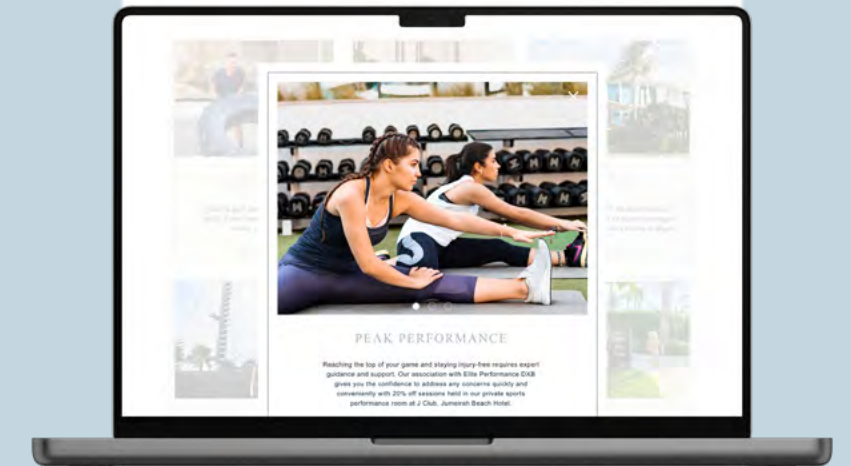 PEAK PERFORMANCE
Reaching the top of your game and staying injury-free requires expert
guidance and support. Our association with Elite Performance DXB
gives you the confidence to address any concerns quickly and
conveniently with 20% off sessions held in our private sports
performance room at J Club, Jumeirah Beach Hotel.